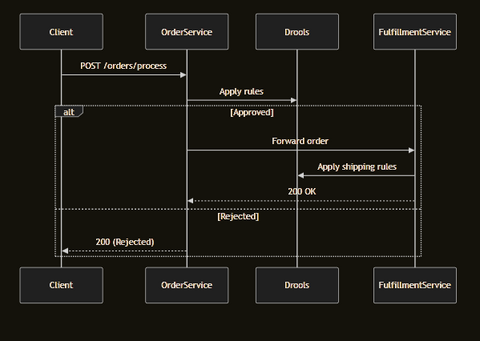 Client
OrderService
Drools
FulfillmentService
POST /orders/process
Apply rules
alt
[Approved]
Forward order
Apply shipping rules
200 OK
[Rejected]
200 (Rejected)
Client
OrderService
Drools
FulfillmentService